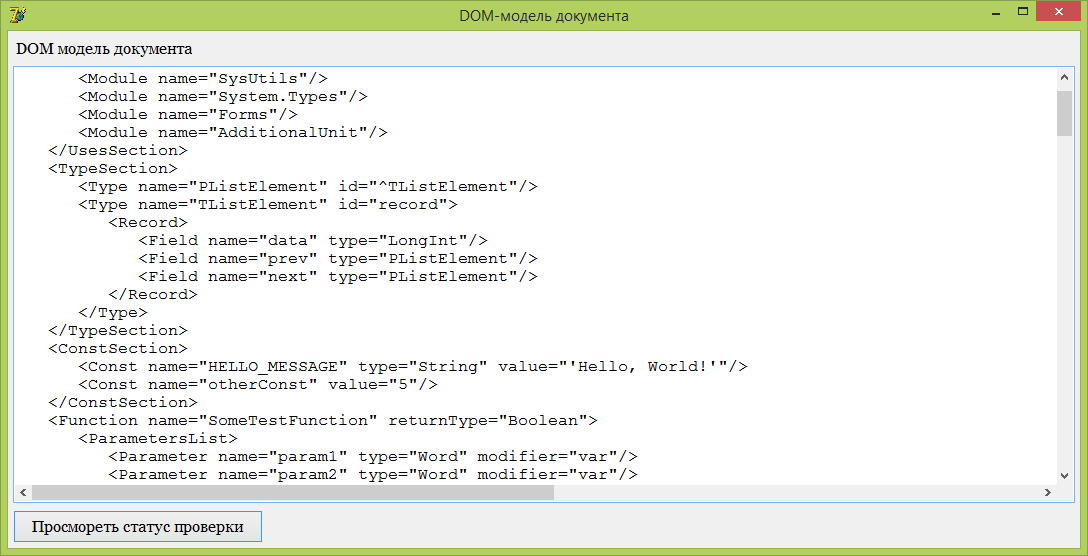 DOM-модель документа
DOM модель документа
<Module name="SysUtils"/>
<Module name="System.Types"/>
<Module name="Forms"/>
<Module name="AdditionalUnit"/>
</UsesSection>
<TypeSection>
<Type name="PListElement" id="^TListElement"/>
<Type name="TListElement" id="record">
<Record>
<Field name="data" type="LongInt"/>
<Field name="prev" type="PListElement"/>
<Field name="next" type="PListElement"/>
</Record>
</Type>
</TypeSection>
<ConstSection>
<Const name="HELLO_MESSAGE" type="String" value="'Hello, World!'"/>
<Const name="otherConst" value="5"/>
</ConstSection>
<Function name="SomeTestFunction" returnType="Boolean">
<ParametersList>
<Parameter name="param1" type="Word" modifier="var"/>
<Parameter name="param2" type="Word" modifier="var"/>
Просмореть статус проверки